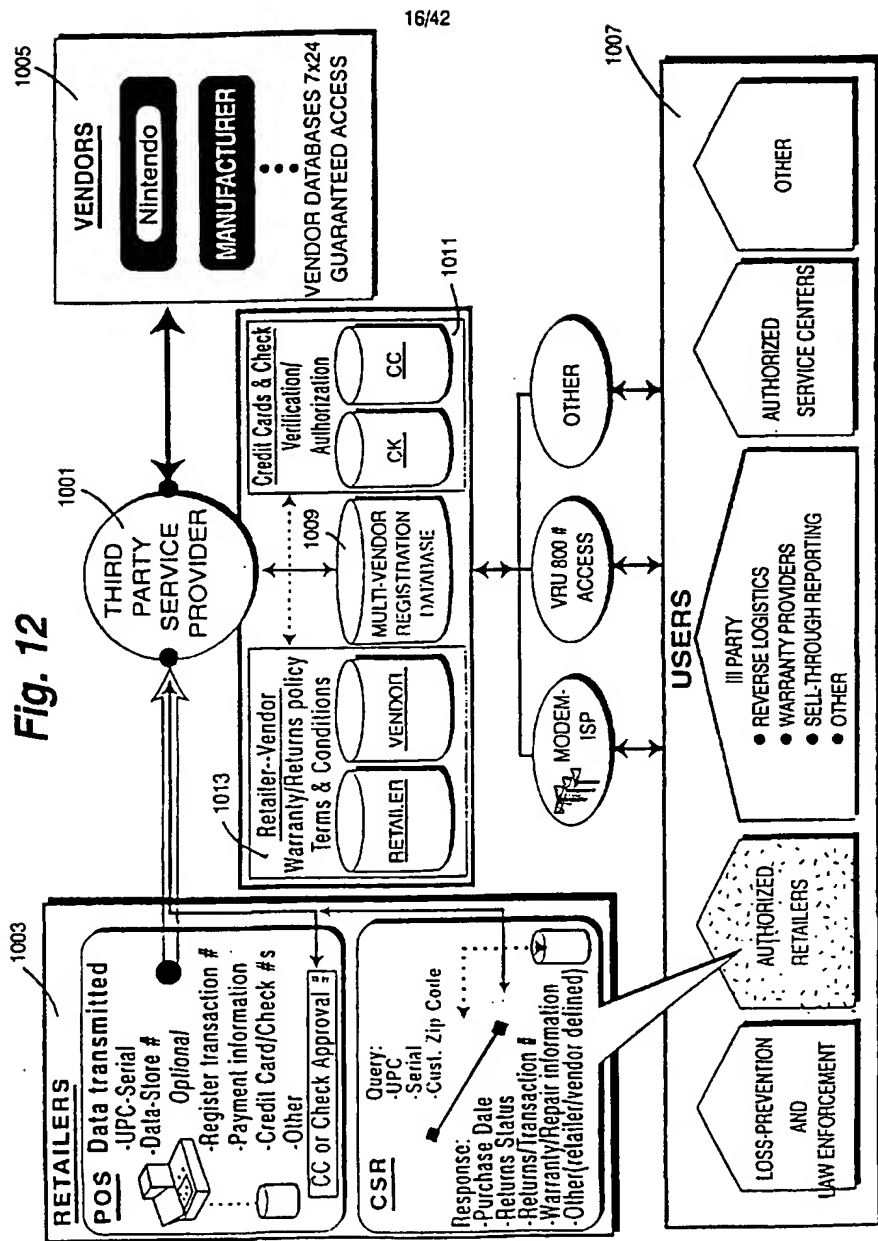 16/42
Fig. 12
1003
RETAILERS
POS
Data transmitted
-UPC-Serial
-Data-Store #
Optional
-Register transaction #
-Payment information
-Credit Card/Check #s
-Other
CC or Check Approval #
CSR
Query:
-UPC
-Serial
-Cust. Zip Code
Response:
-Purchase Date
-Returns Status
-Returns/Transaction #
-Warranty/Repair information
-Other(retailer/vendor defined)
1001
THIRD
PARTY
SERVICE
PROVIDER
1005
VENDORS
Nintendo
MANUFACTURER
VENDOR DATABASES 7x24
GUARANTEED ACCESS
1013
Retailer--Vendor
Warranty/Returns policy
Terms & Conditions
RETAILER
VENDOR
1009
MULTI-VENDOR
REGISTRATION
DATABASE
1011
Credit Cards & Check
Verification/
Authorization
CK
CC
MODEM-
ISP
VRU 800 #
ACCESS
OTHER
1007
USERS
LOSS-PREVENTION
AND
LAW ENFORCEMENT
AUTHORIZED
RETAILERS
III PARTY
● REVERSE LOGISTICS
● WARRANTY PROVIDERS
● SELL-THROUGH REPORTING
● OTHER
AUTHORIZED
SERVICE CENTERS
OTHER